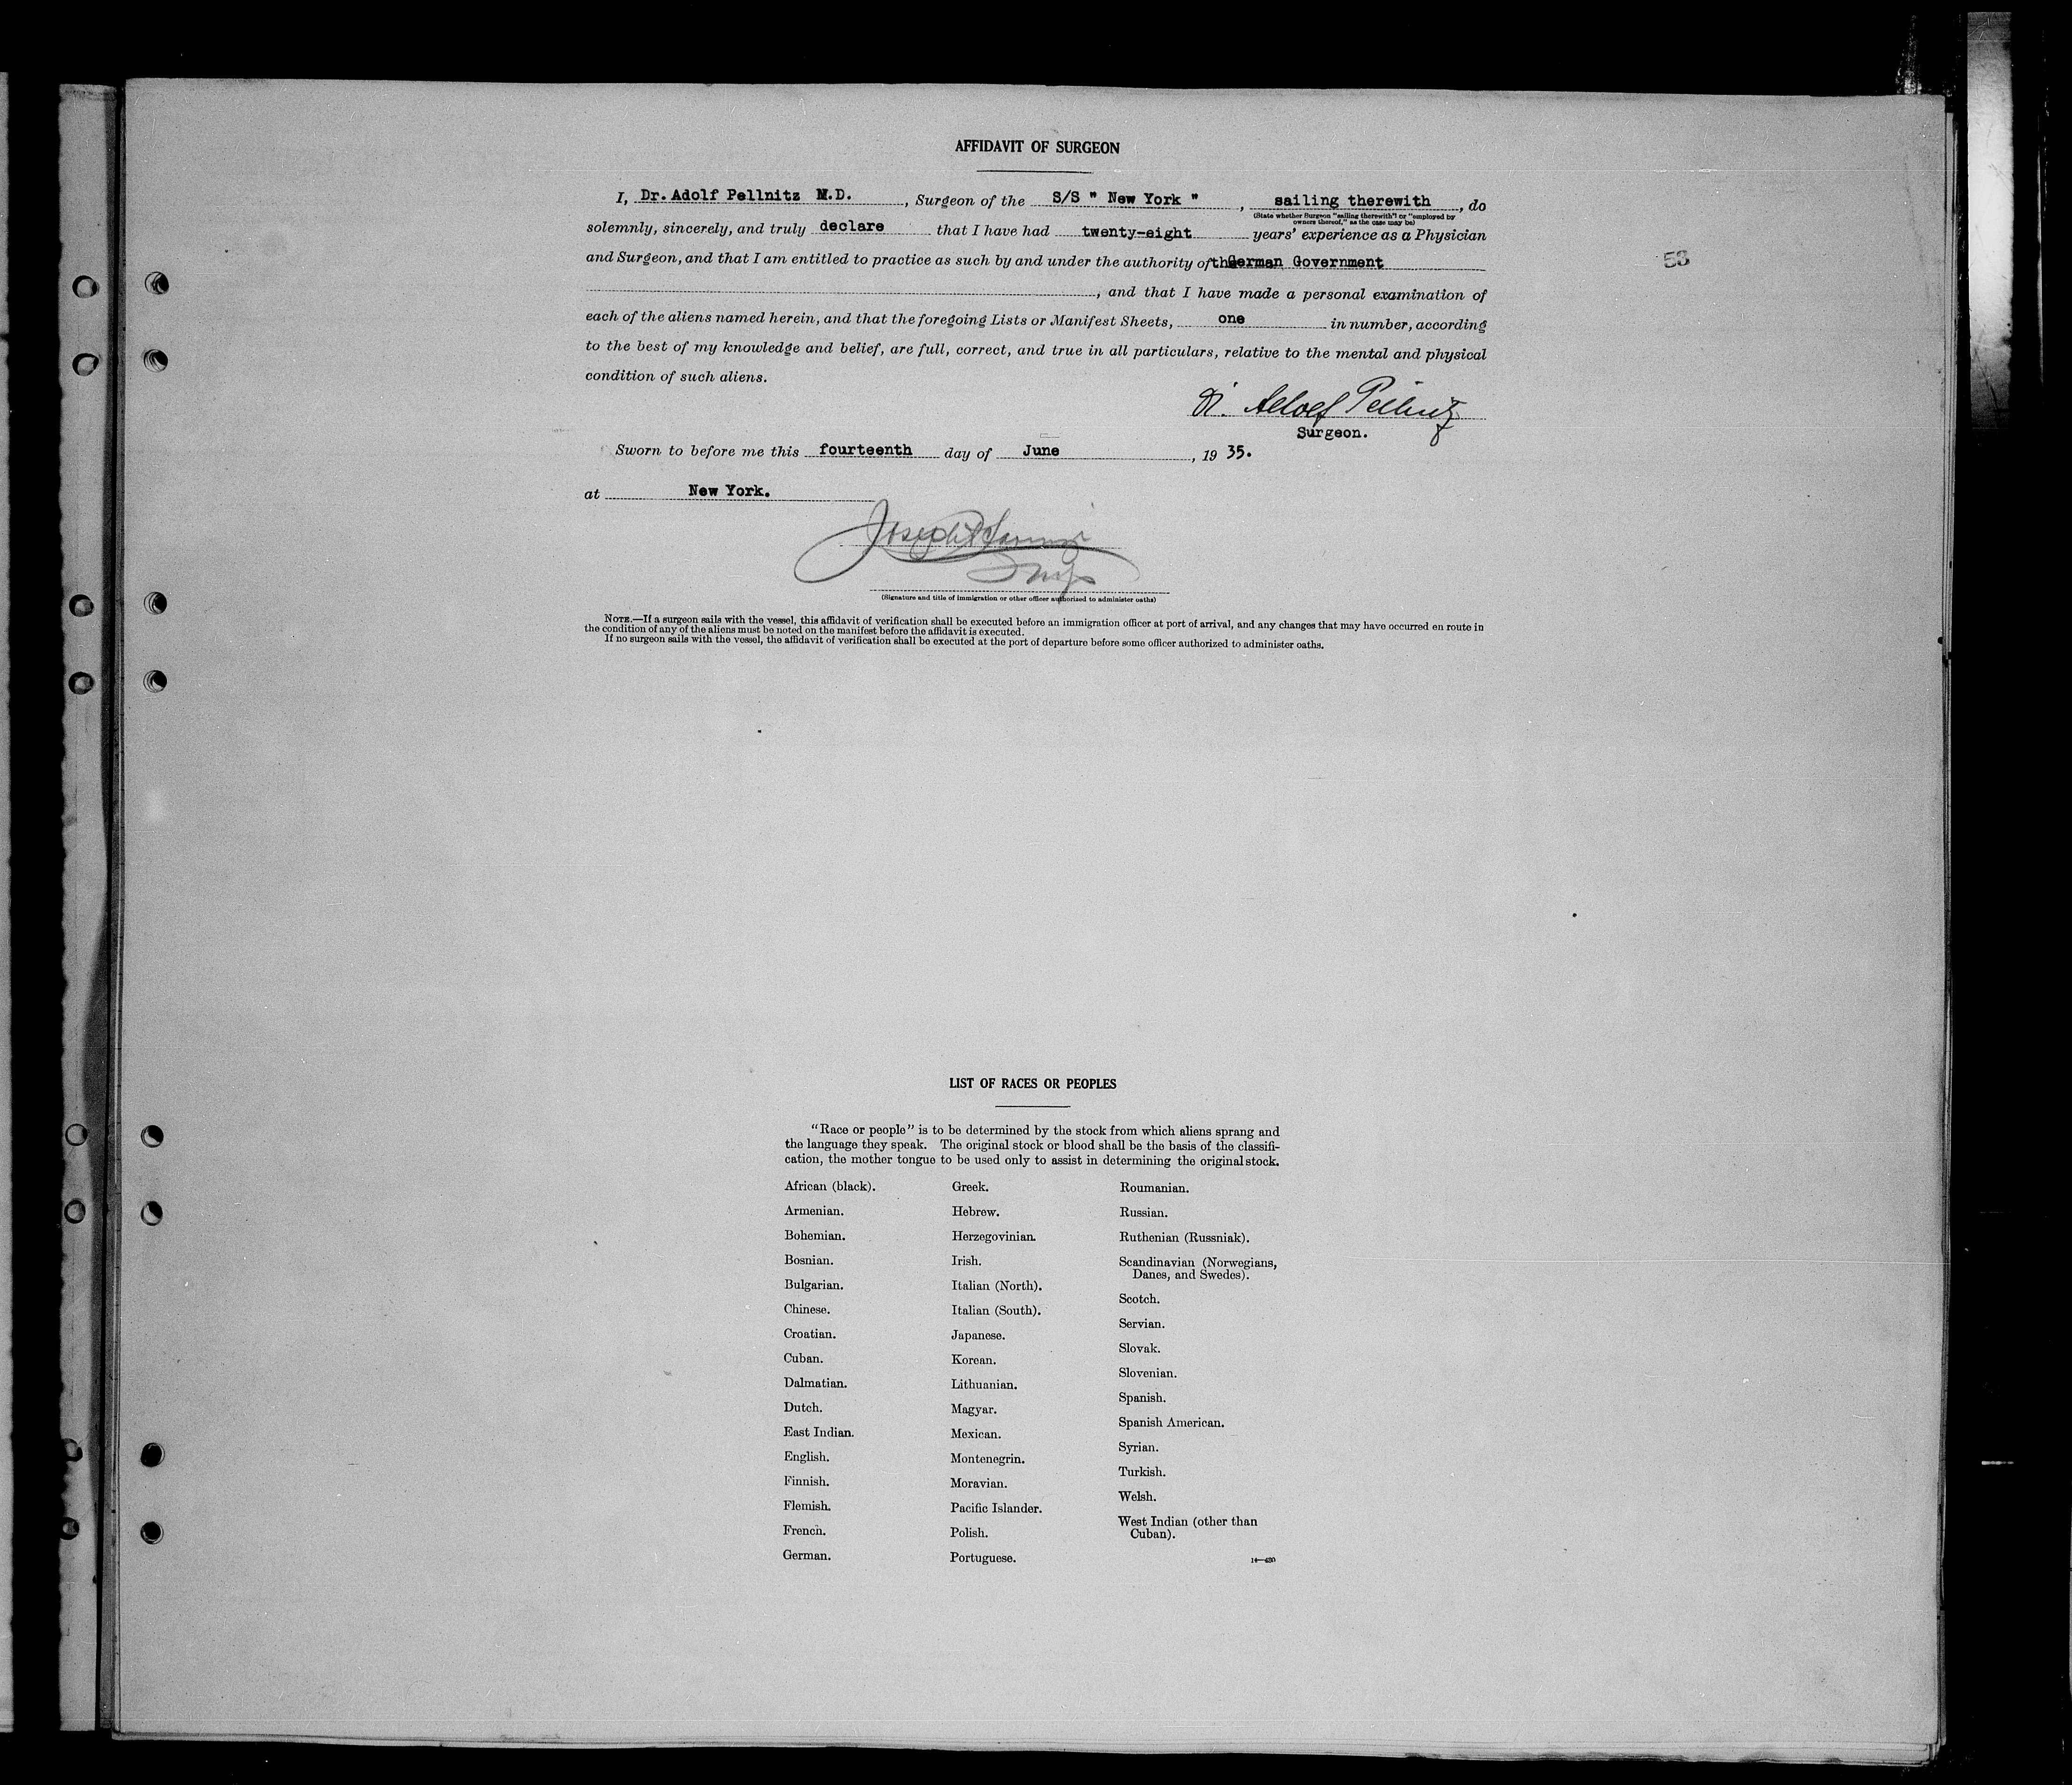 AFFIDAVIT OF SURGEON
I, Dr. Adolf Pellnitz M.D. , Surgeon of the S/S " New York " , sailing therewith , do
(State whether Surgeon "sailing therewith" or "employed by
owners thereof," as the case may be)
solemnly, sincerely, and truly declare that I have had twenty-eight years' experience as a Physician
and Surgeon, and that I am entitled to practice as such by and under the authority of the German Government
, and that I have made a personal examination of
each of the aliens named herein, and that the foregoing Lists or Manifest Sheets, one in number, according
to the best of my knowledge and belief, are full, correct, and true in all particulars, relative to the mental and physical
condition of such aliens.
Dr. Adolf Pellnitz
Surgeon.
Sworn to before me this fourteenth day of June , 19 35.
at New York.
Joseph
(Signature and title of immigration or other officer authorized to administer oaths)
NOTE.—If a surgeon sails with the vessel, this affidavit of verification shall be executed before an immigration officer at port of arrival, and any changes that may have occurred en route in
the condition of any of the aliens must be noted on the manifest before the affidavit is executed.
If no surgeon sails with the vessel, the affidavit of verification shall be executed at the port of departure before some officer authorized to administer oaths.
LIST OF RACES OR PEOPLES
"Race or people" is to be determined by the stock from which aliens sprang and
the language they speak. The original stock or blood shall be the basis of the classifi-
cation, the mother tongue to be used only to assist in determining the original stock.
African (black).
Armenian.
Bohemian.
Bosnian.
Bulgarian.
Chinese.
Croatian.
Cuban.
Dalmatian.
Dutch.
East Indian.
English.
Finnish.
Flemish.
French.
German.
Greek.
Hebrew.
Herzegovinian.
Irish.
Italian (North).
Italian (South).
Japanese.
Korean.
Lithuanian.
Magyar.
Mexican.
Montenegrin.
Moravian.
Pacific Islander.
Polish.
Portuguese.
Roumanian.
Russian.
Ruthenian (Russniak).
Scandinavian (Norwegians,
Danes, and Swedes).
Scotch.
Servian.
Slovak.
Slovenian.
Spanish.
Spanish American.
Syrian.
Turkish.
Welsh.
West Indian (other than
Cuban).